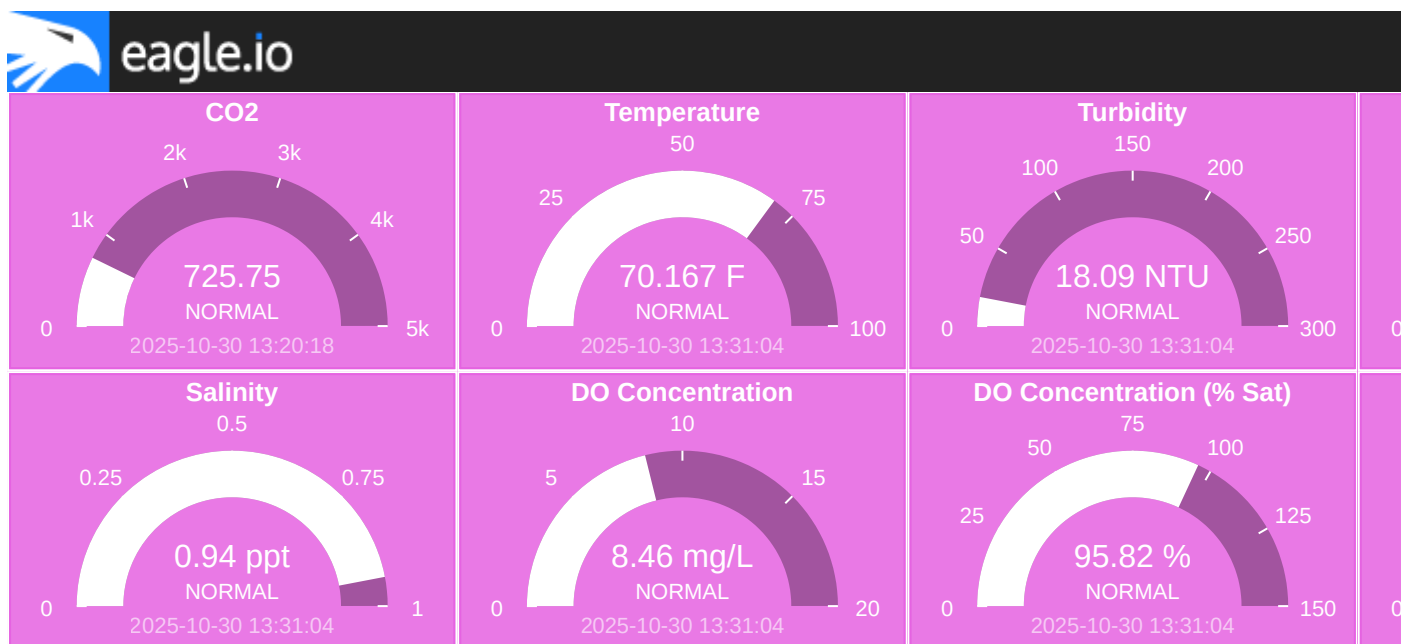 eagle.io
CO2
2k 3k
1k 4k
725.75
NORMAL
0 5k
2025-10-30 13:20:18
Temperature
50
25 75
70.167 F
NORMAL
0 100
2025-10-30 13:31:04
Turbidity
150
100 200
50 250
18.09 NTU
NORMAL
0 300
2025-10-30 13:31:04
0
Salinity
0.5
0.25 0.75
0.94 ppt
NORMAL
0 1
2025-10-30 13:31:04
DO Concentration
10
5 15
8.46 mg/L
NORMAL
0 20
2025-10-30 13:31:04
DO Concentration (% Sat)
75
50 100
25 125
95.82 %
NORMAL
0 150
2025-10-30 13:31:04
0